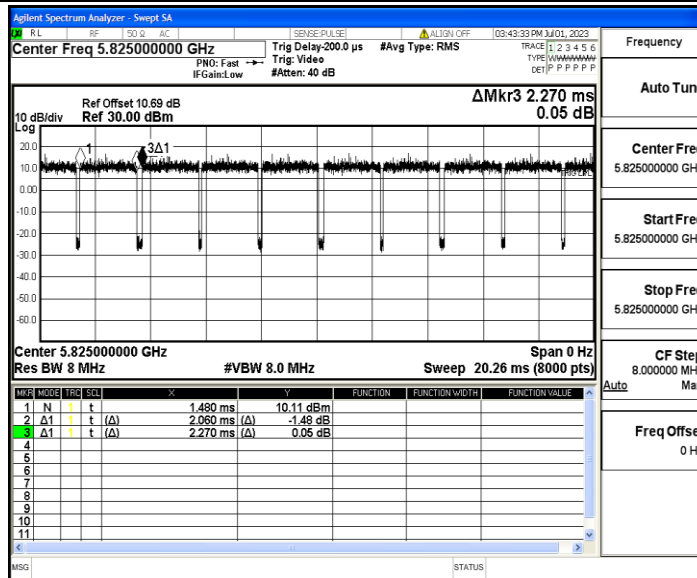 Agilent Spectrum Analyzer - Swept SA
RL RF 50 Ω AC SENSE:PULSE ALIGN OFF 03:43:33 PM Jul 01, 2023
Center Freq 5.825000000 GHz
PNO: Fast
IFGain:Low
Trig Delay-200.0 µs
Trig: Video
#Atten: 40 dB
#Avg Type: RMS
TRACE 1 2 3 4 5 6
TYPE
DET P P P P P P
ΔMkr3 2.270 ms
0.05 dB
Ref Offset 10.69 dB
10 dB/div Ref 30.00 dBm
Log
20.0
10.0
0.00
-10.0
-20.0
-30.0
-40.0
-50.0
-60.0
1
3Δ1
Center 5.825000000 GHz Span 0 Hz
Res BW 8 MHz #VBW 8.0 MHz Sweep 20.26 ms (8000 pts)
MKR MODE TRC SCL X Y FUNCTION FUNCTION WIDTH FUNCTION VALUE
1 N 1 t 1.480 ms 10.11 dBm
2 Δ1 1 t (Δ) 2.060 ms (Δ) -1.48 dB
3 Δ1 1 t (Δ) 2.270 ms (Δ) 0.05 dB
4
5
6
7
8
9
10
11
MSG STATUS
Frequency
Auto Tun
Center Fre
5.825000000 GH
Start Fre
5.825000000 GH
Stop Fre
5.825000000 GH
CF Step
8.000000 MH
Auto Ma
Freq Offse
0 H